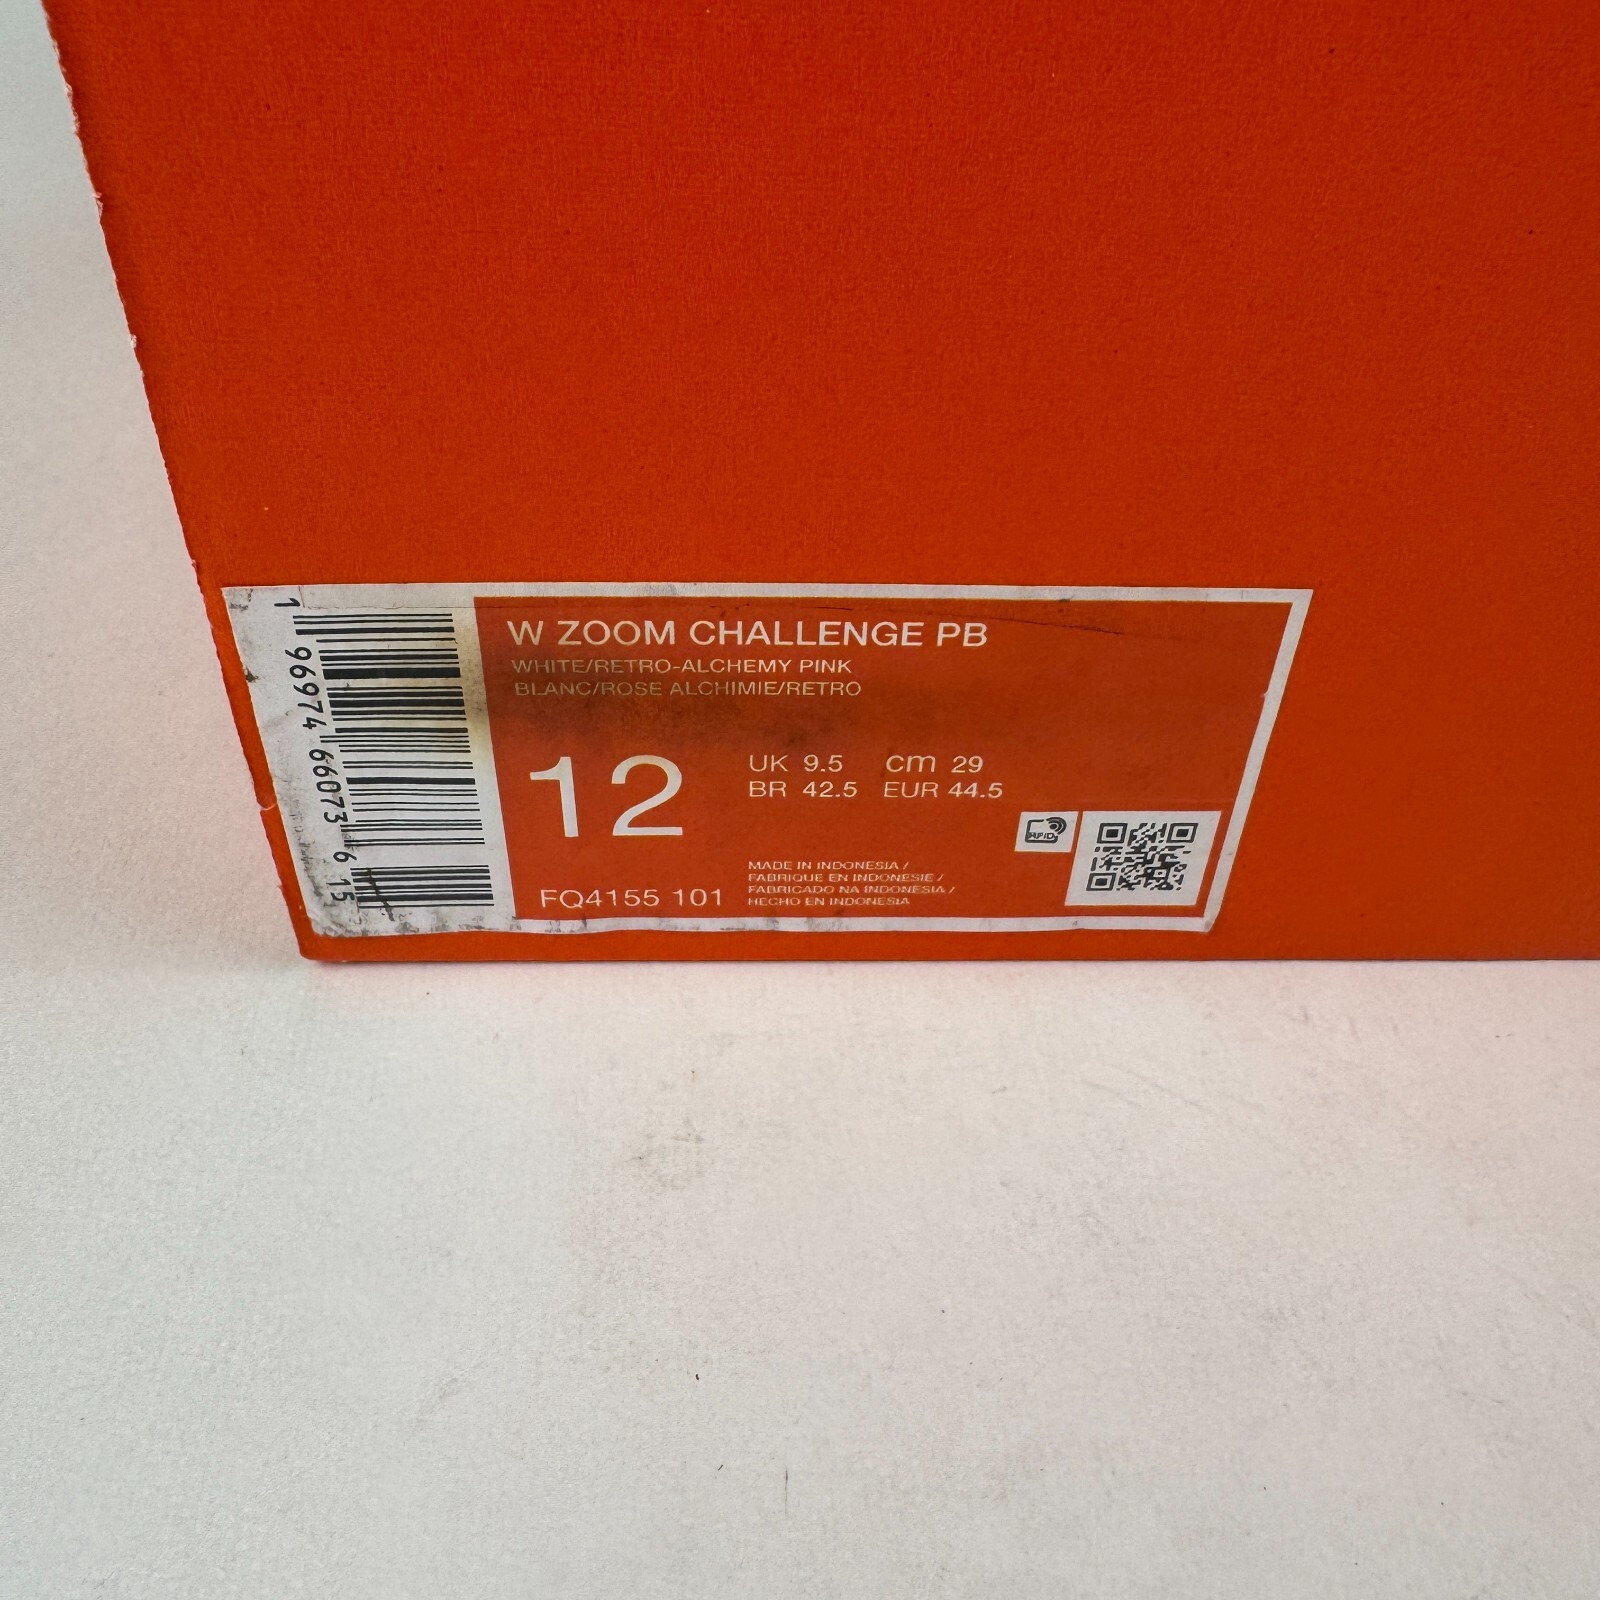 W ZOOM CHALLENGE PB
WHITE/RETRO-ALCHEMY PINK
BLANC/ROSE ALCHIMIE/RETRO
12
UK 9.5 cm 29
BR 42.5 EUR 44.5
FQ4155 101
MADE IN INDONESIA /
FABRIQUE EN INDONESIE /
FABRICADO NA INDONESIA /
HECHO EN INDONESIA
RFID
1 96974 66073 6 15